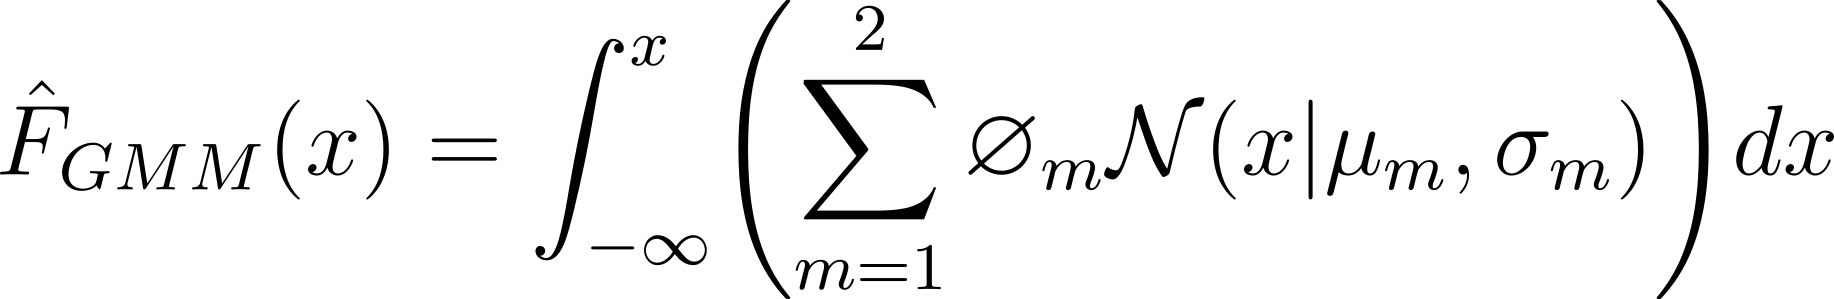 \hat{F}_{GMM}(x) = \int_{-\infty}^{x} \left( \sum_{m=1}^{2} \varnothing_m \mathcal{N}(x|\mu_m, \sigma_m) \right) dx